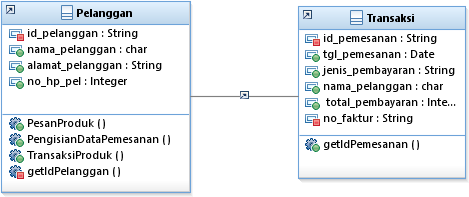 Pelanggan
id_pelanggan : String
nama_pelanggan : char
alamat_pelanggan : String
no_hp_pel : Integer
PesanProduk ()
PengisianDataPemesanan ()
TransaksiProduk ()
getIdPelanggan ()
Transaksi
id_pemesanan : String
tgl_pemesanan : Date
jenis_pembayaran : String
nama_pelanggan : char
total_pembayaran : Inte...
no_faktur : String
getIdPemesanan ()